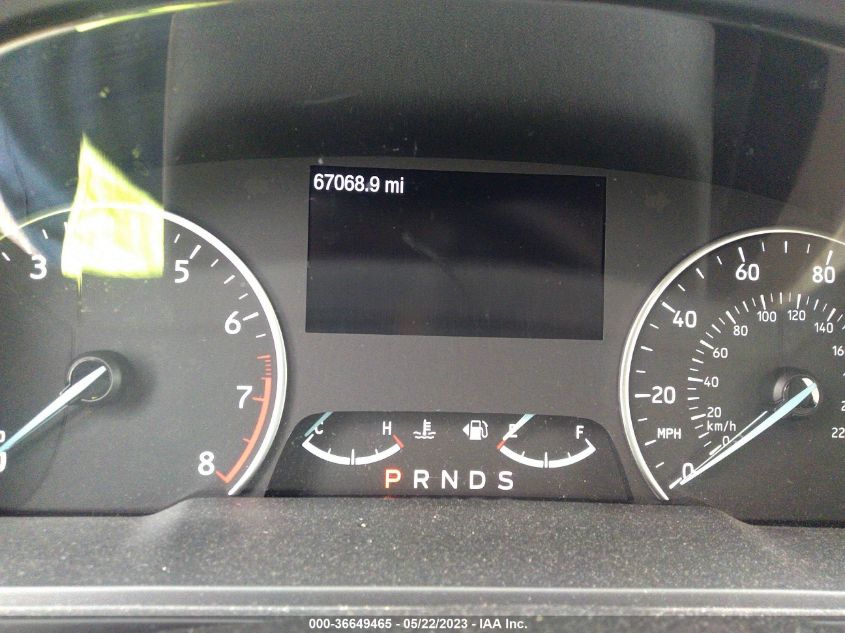 67068.9 mi
3 5 6 7 8
C H E F
P R N D S
0 20 40 60 80
MPH
20 40 60 80 100 120 140
km/h
0
000-36649465 - 05/22/2023 - IAA Inc.